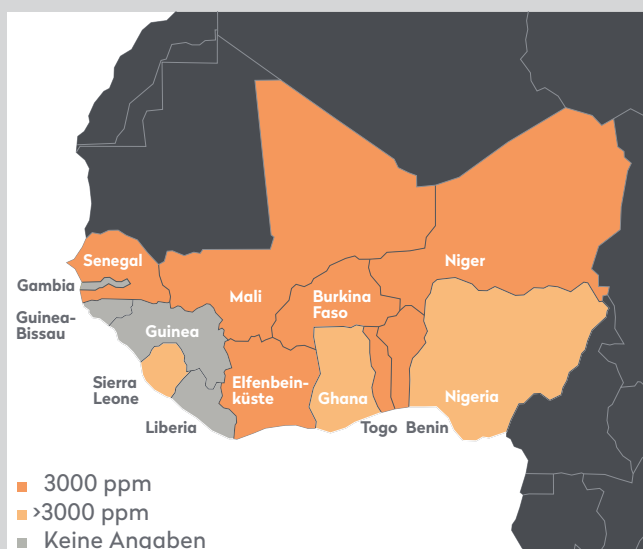 Senegal
Gambia
Guinea-
Bissau
Guinea
Sierra
Leone
Liberia
Mali
Burkina
Faso
Niger
Elfenbein-
küste
Ghana
Togo
Benin
Nigeria
3000 ppm
>3000 ppm
Keine Angaben